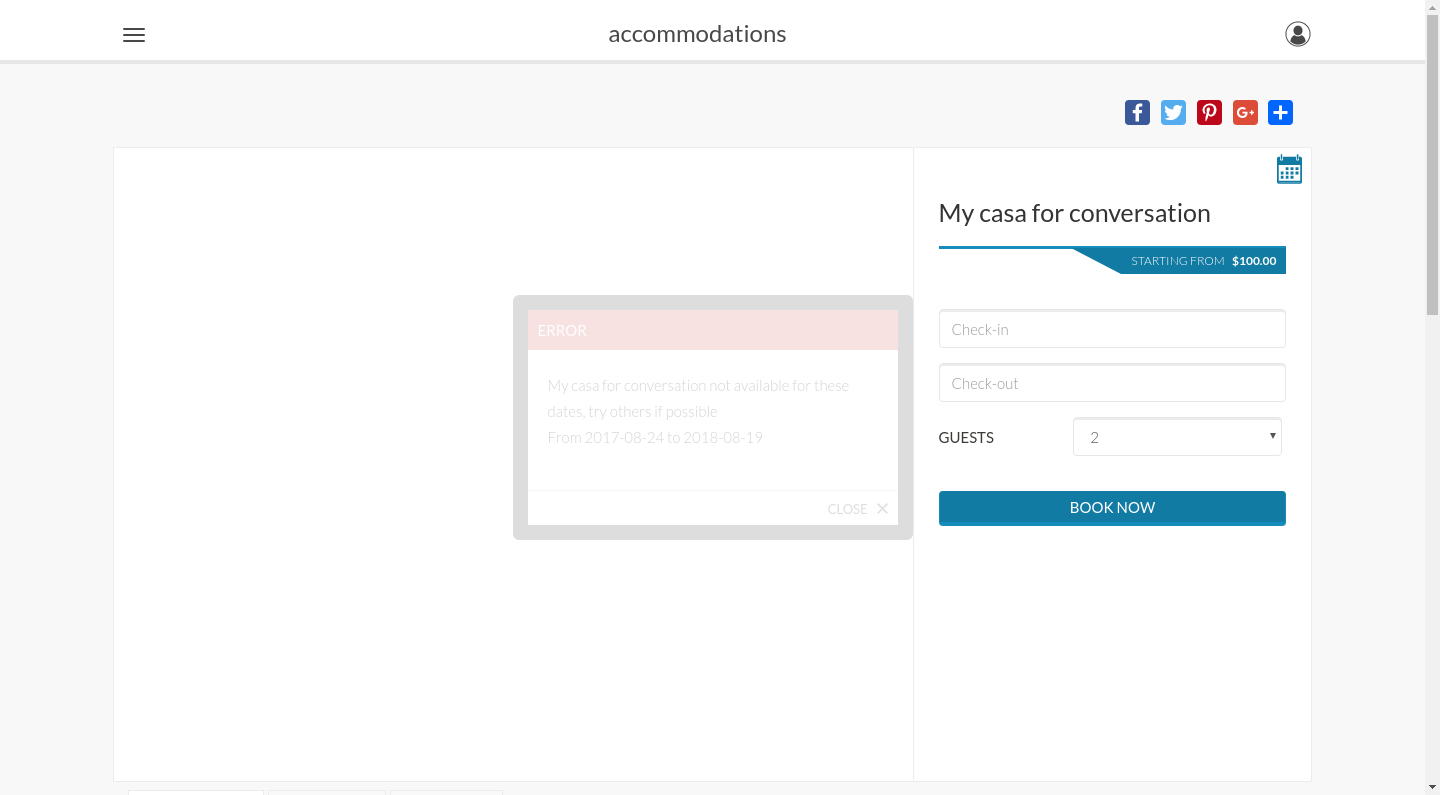 accommodations
My casa for conversation
STARTING FROM $100.00
ERROR
My casa for conversation not available for these
dates, try others if possible
From 2017-08-24 to 2018-08-19
CLOSE
Check-in
Check-out
GUESTS 2
BOOK NOW